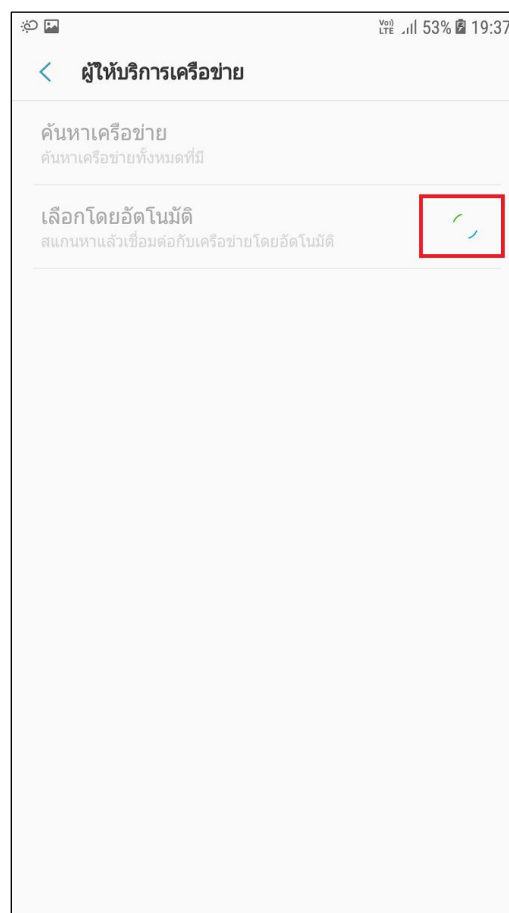 Vo)) LTE 53% 19:37
ผู้ให้บริการเครือข่าย
ค้นหาเครือข่าย
ค้นหาเครือข่ายทั้งหมดที่มี
เลือกโดยอัตโนมัติ
สแกนหาแล้วเชื่อมต่อกับเครือข่ายโดยอัตโนมัติ